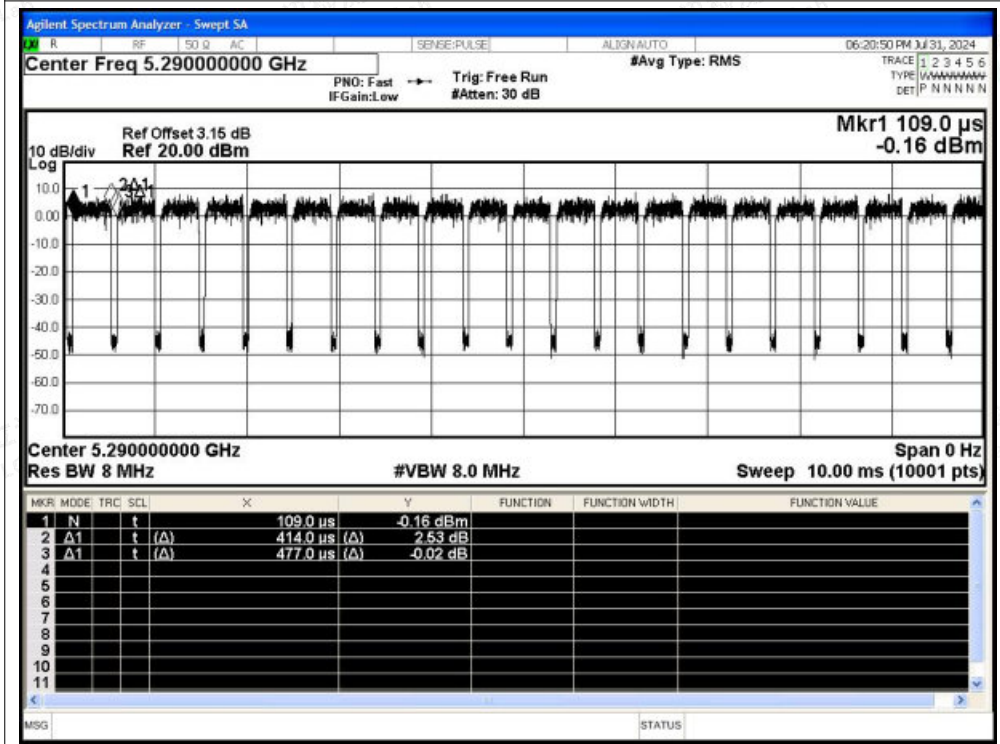 Agilent Spectrum Analyzer - Swept SA
R RF 50 Ω AC SENSE:PULSE ALIGN AUTO 06:20:50 PM Jul 31, 2024
Center Freq 5.290000000 GHz #Avg Type: RMS TRACE 1 2 3 4 5 6
PNO: Fast Trig: Free Run TYPE
IFGain:Low #Atten: 30 dB DET P N N N N N
Mkr1 109.0 µs
Ref Offset 3.15 dB
10 dB/div Ref 20.00 dBm -0.16 dBm
Log
10.0
1 2Δ1
3Δ1
0.00
-10.0
-20.0
-30.0
-40.0
-50.0
-60.0
-70.0
Center 5.290000000 GHz Span 0 Hz
Res BW 8 MHz #VBW 8.0 MHz Sweep 10.00 ms (10001 pts)
MKR MODE TRC SCL X Y FUNCTION FUNCTION WIDTH FUNCTION VALUE
1 N t 109.0 µs -0.16 dBm
2 Δ1 t (Δ) 414.0 µs (Δ) 2.53 dB
3 Δ1 t (Δ) 477.0 µs (Δ) -0.02 dB
4
5
6
7
8
9
10
11
MSG STATUS